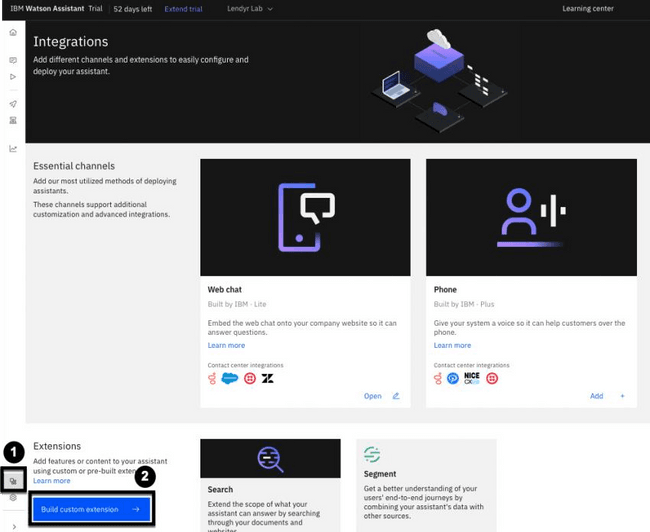 IBM Watson Assistant Trial 52 days left Extend trial Lendyr Lab Learning center
Integrations
Add different channels and extensions to easily configure and
deploy your assistant.
Essential channels
Add our most utilized methods of deploying
assistants.
These channels support additional
customization and advanced integrations.
Web chat
Built by IBM · Lite
Embed the web chat onto your company website so it can
answer questions.
Learn more
Contact center integrations
Open
Phone
Built by IBM · Plus
Give your system a voice so it can help customers over the
phone.
Learn more
Contact center integrations
NICE
Add +
Extensions
Add features or content to your assistant
using custom or pre-built
Learn more
1
2
Build custom extension →
Search
Extend the scope of what your
assistant can answer by searching
through your documents and
websites
Segment
Get a better understanding of your
users' end-to-end journeys by
combining your assistant's data with
other sources.